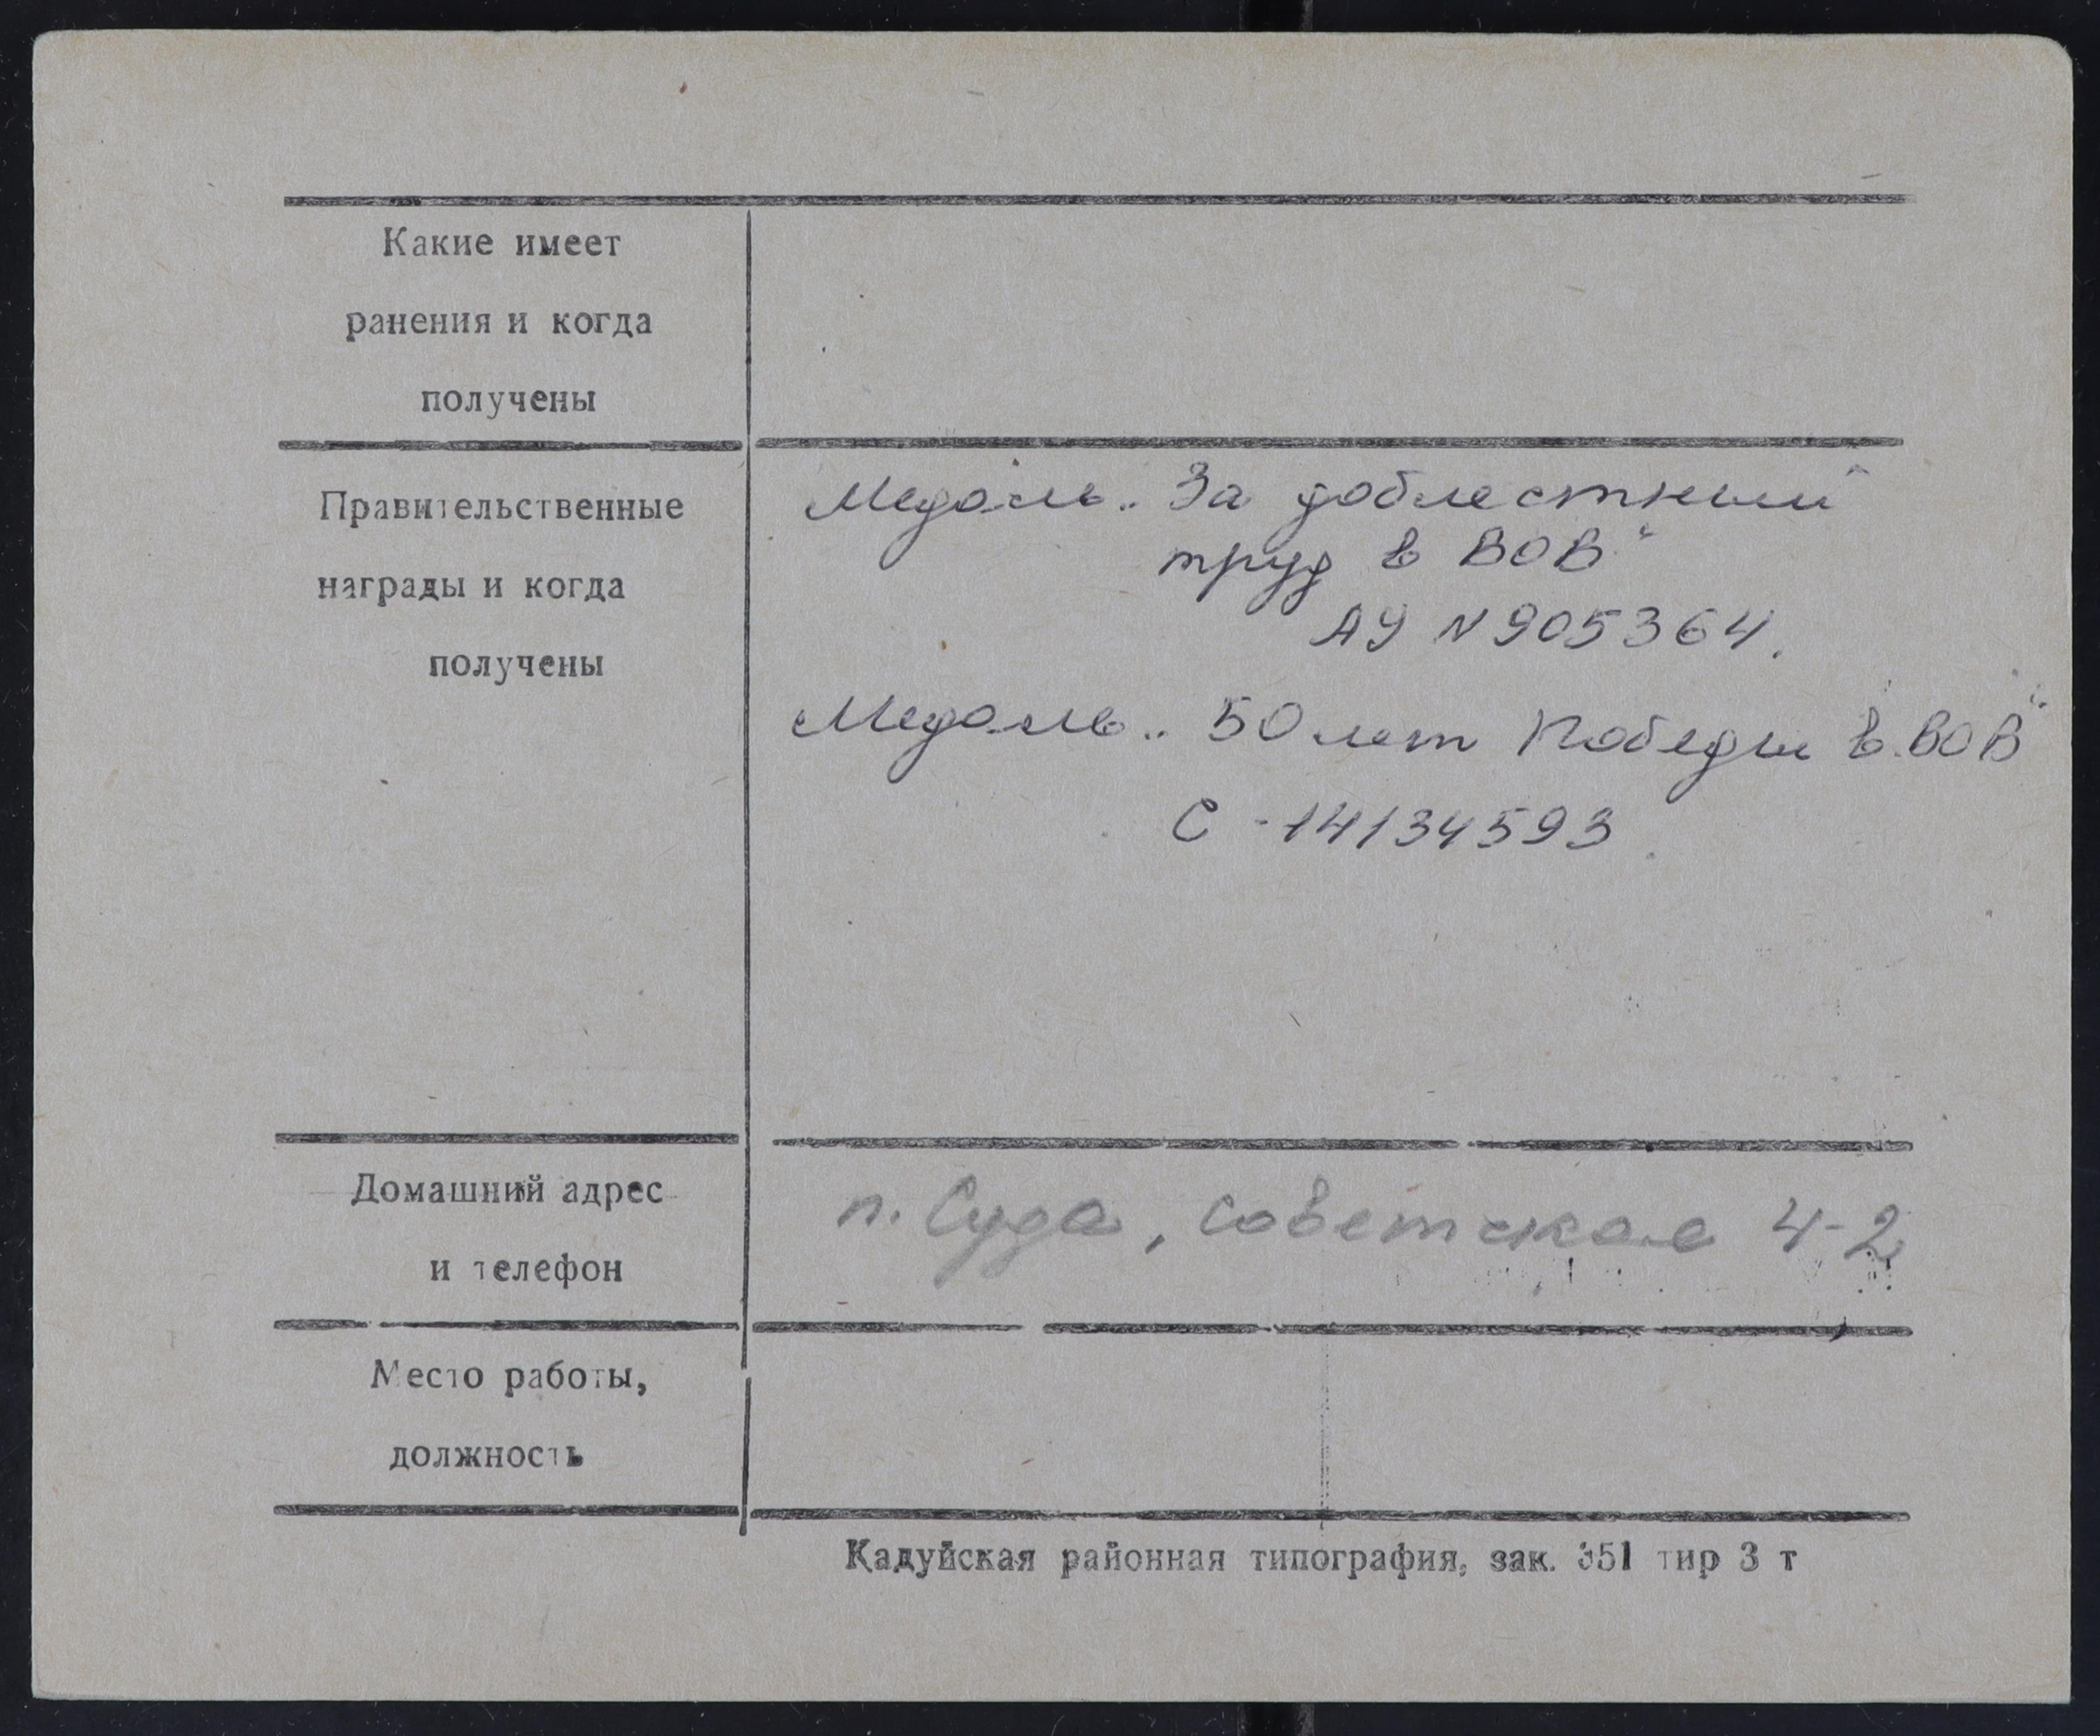 Какие имеет
ранения и когда
получены
Правительственные
награды и когда
получены
Медаль „За доблестный
труд в ВОВ“
АУ N 905364.
Медаль „50 лет Победы в ВОВ“
С - 14134593
Домашний адрес
и телефон
п. Суда, Советская 4-2
Место работы,
должность
Кадуйская районная типография, зак. 351 тир 3 т